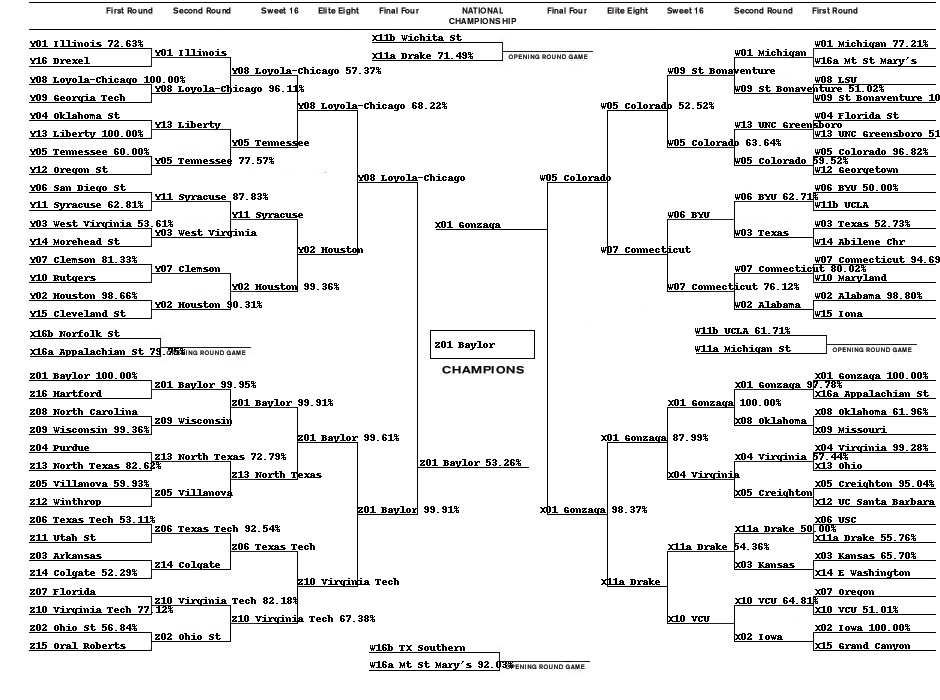 First Round Second Round Sweet 16 Elite Eight Final Four NATIONAL CHAMPIONSHIP Final Four Elite Eight Sweet 16 Second Round First Round
X11b Wichita St
X11a Drake 71.49%
OPENING ROUND GAME
Y01 Illinois 72.63%
Y16 Drexel
Y08 Loyola-Chicago 100.00%
Y09 Georgia Tech
Y04 Oklahoma St
Y13 Liberty 100.00%
Y05 Tennessee 60.00%
Y12 Oregon St
Y06 San Diego St
Y11 Syracuse 62.81%
Y03 West Virginia 53.61%
Y14 Morehead St
Y07 Clemson 81.33%
Y10 Rutgers
Y02 Houston 98.66%
Y15 Cleveland St
Y01 Illinois
Y08 Loyola-Chicago 96.11%
Y13 Liberty
Y05 Tennessee 77.57%
Y11 Syracuse 87.83%
Y03 West Virginia
Y07 Clemson
Y02 Houston 90.31%
Y08 Loyola-Chicago 57.37%
Y05 Tennessee
Y11 Syracuse
Y02 Houston 99.36%
Y08 Loyola-Chicago 68.22%
Y02 Houston
Y08 Loyola-Chicago
X16b Norfolk St
X16a Appalachian St 79.75%
OPENING ROUND GAME
Z01 Baylor 100.00%
Z16 Hartford
Z08 North Carolina
Z09 Wisconsin 99.36%
Z04 Purdue
Z13 North Texas 82.62%
Z05 Villanova 59.93%
Z12 Winthrop
Z06 Texas Tech 53.11%
Z11 Utah St
Z03 Arkansas
Z14 Colgate 52.29%
Z07 Florida
Z10 Virginia Tech 77.12%
Z02 Ohio St 56.84%
Z15 Oral Roberts
Z01 Baylor 99.95%
Z09 Wisconsin
Z13 North Texas 72.79%
Z05 Villanova
Z06 Texas Tech 92.54%
Z14 Colgate
Z10 Virginia Tech 82.18%
Z02 Ohio St
Z01 Baylor 99.91%
Z13 North Texas
Z06 Texas Tech
Z10 Virginia Tech 67.38%
Z01 Baylor 99.61%
Z10 Virginia Tech
Z01 Baylor 99.91%
X01 Gonzaga
Z01 Baylor
CHAMPIONS
Z01 Baylor 53.26%
W16b TX Southern
W16a Mt St Mary's 92.03%
OPENING ROUND GAME
W05 Colorado
W05 Colorado 52.52%
W07 Connecticut
W09 St Bonaventure
W05 Colorado 63.64%
W06 BYU
W07 Connecticut 76.12%
W01 Michigan
W09 St Bonaventure 51.02%
W13 UNC Greensboro
W05 Colorado 59.52%
W06 BYU 62.71%
W03 Texas
W07 Connecticut 80.02%
W02 Alabama
W01 Michigan 77.21%
W16a Mt St Mary's
W08 LSU
W09 St Bonaventure 10
W04 Florida St
W13 UNC Greensboro 51
W05 Colorado 96.82%
W12 Georgetown
W06 BYU 50.00%
W11b UCLA
W03 Texas 52.73%
W14 Abilene Chr
W07 Connecticut 94.69
W10 Maryland
W02 Alabama 98.80%
W15 Iona
W11b UCLA 61.71%
W11a Michigan St
OPENING ROUND GAME
X01 Gonzaga 98.37%
X01 Gonzaga 87.99%
X11a Drake
X01 Gonzaga 100.00%
X04 Virginia
X11a Drake 54.36%
X10 VCU
X01 Gonzaga 97.78%
X08 Oklahoma
X04 Virginia 57.44%
X05 Creighton
X11a Drake 50.00%
X03 Kansas
X10 VCU 64.81%
X02 Iowa
X01 Gonzaga 100.00%
X16a Appalachian St
X08 Oklahoma 61.96%
X09 Missouri
X04 Virginia 99.28%
X13 Ohio
X05 Creighton 95.04%
X12 UC Santa Barbara
X06 USC
X11a Drake 55.76%
X03 Kansas 65.70%
X14 E Washington
X07 Oregon
X10 VCU 51.01%
X02 Iowa 100.00%
X15 Grand Canyon